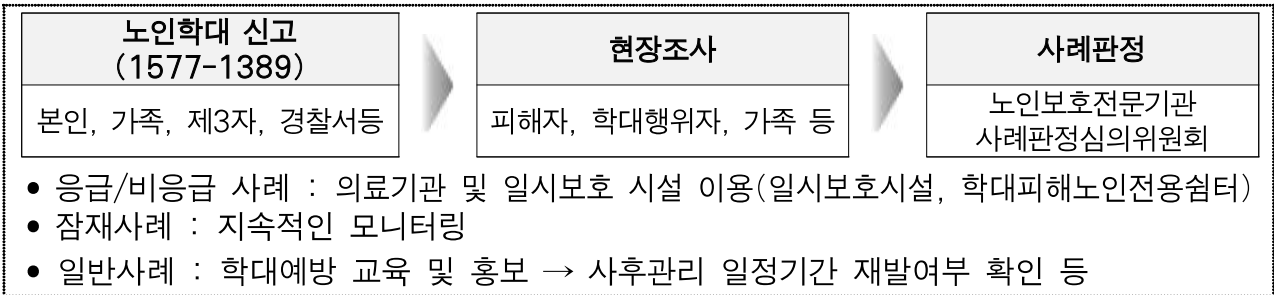 노인학대 신고
(1577-1389)
본인, 가족, 제3자, 경찰서등
현장조사
피해자, 학대행위자, 가족 등
사례판정
노인보호전문기관
사례판정심의위원회
• 응급/비응급 사례 : 의료기관 및 일시보호 시설 이용(일시보호시설, 학대피해노인전용쉼터)
• 잠재사례 : 지속적인 모니터링
• 일반사례 : 학대예방 교육 및 홍보 → 사후관리 일정기간 재발여부 확인 등